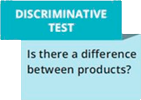 DISCRIMINATIVE
TEST
Is there a difference
between products?